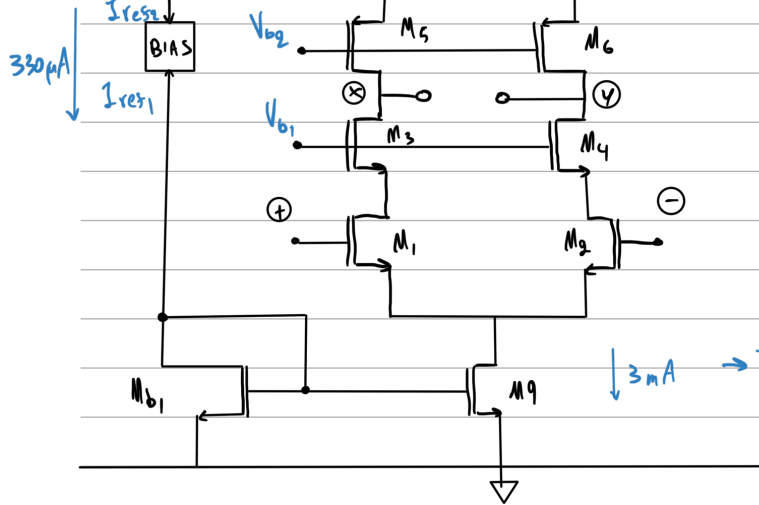 Iref2
Vb2
M5
M6
BIAS
330µA
X
Y
Iref1
Vb1
M3
M4
+
-
M1
M2
Mb1
M9
3mA